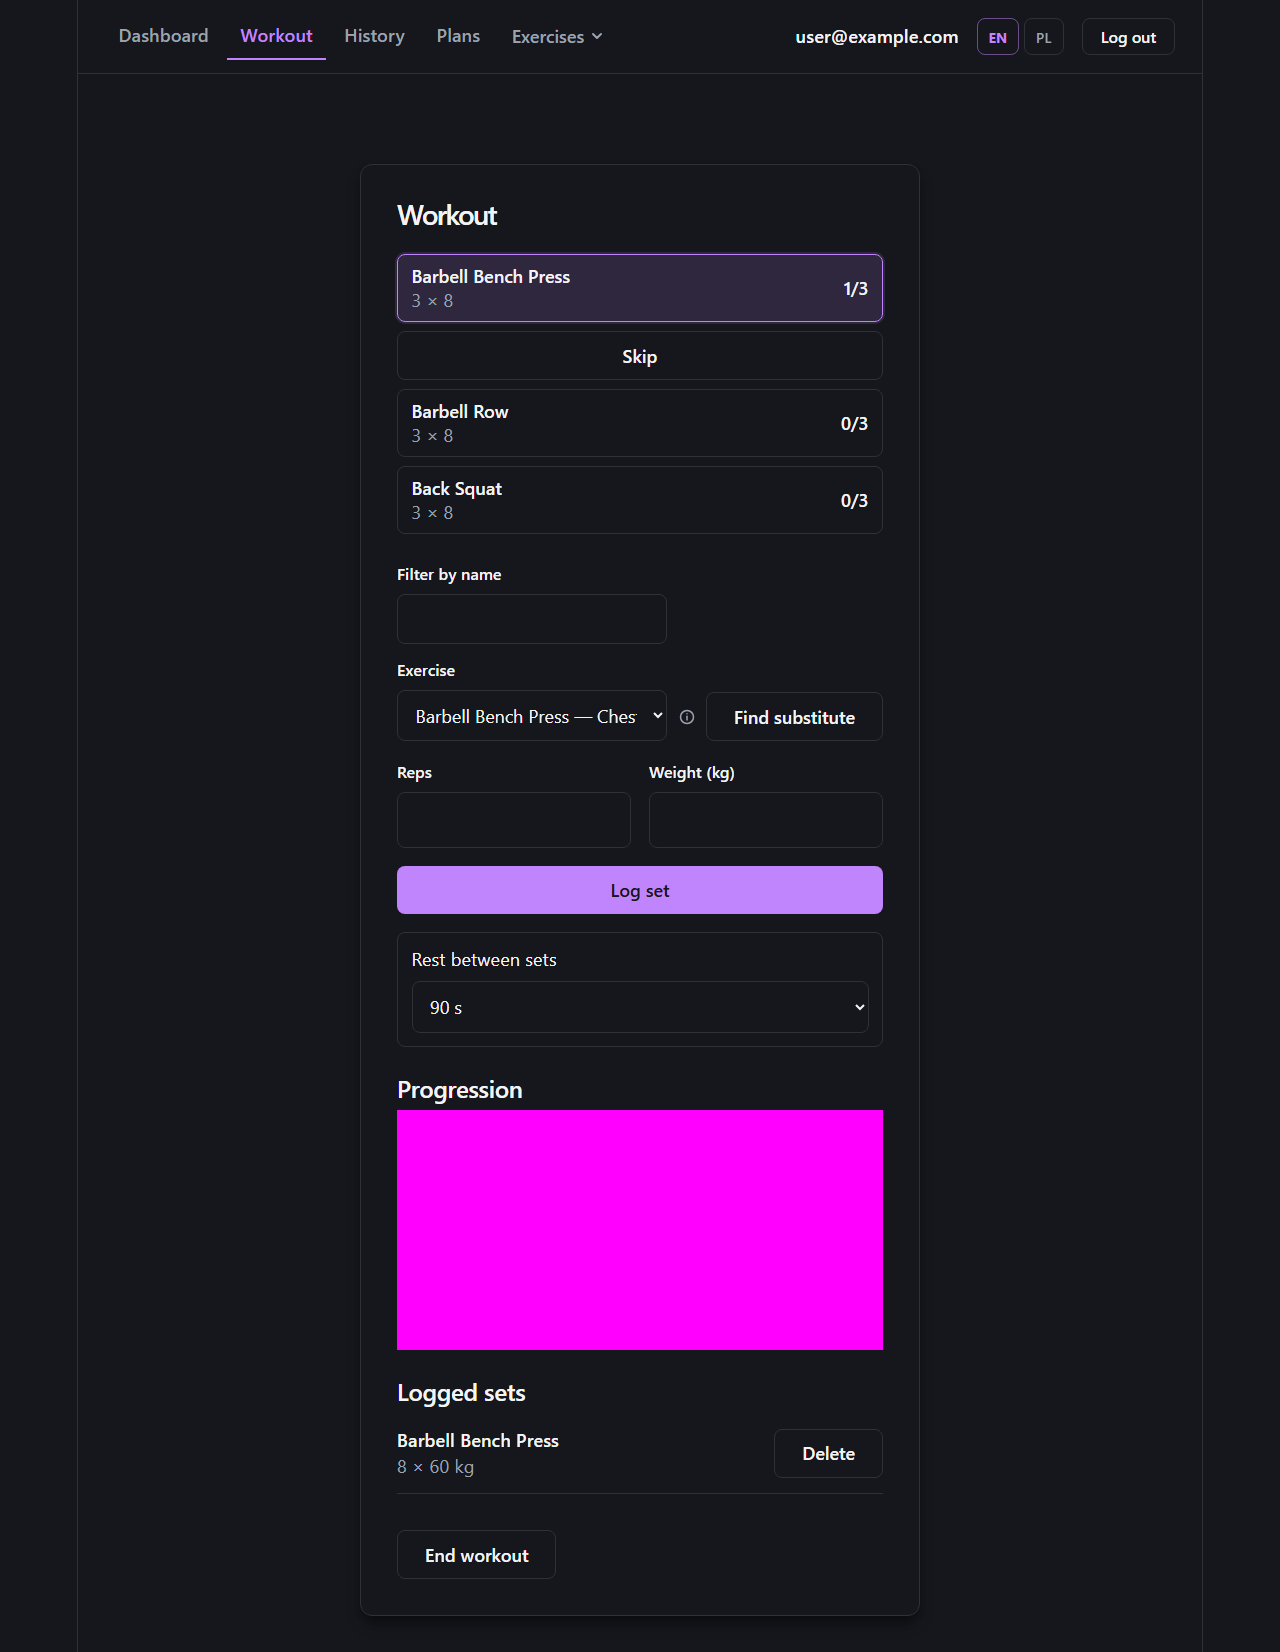 Dashboard Workout History Plans Exercises user@example.com EN PL Log out
Workout
Barbell Bench Press
3 × 8
1/3
Skip
Barbell Row
3 × 8
0/3
Back Squat
3 × 8
0/3
Filter by name
Exercise
Barbell Bench Press — Ches
Find substitute
Reps Weight (kg)
Log set
Rest between sets
90 s
Progression
Logged sets
Barbell Bench Press
8 × 60 kg
Delete
End workout